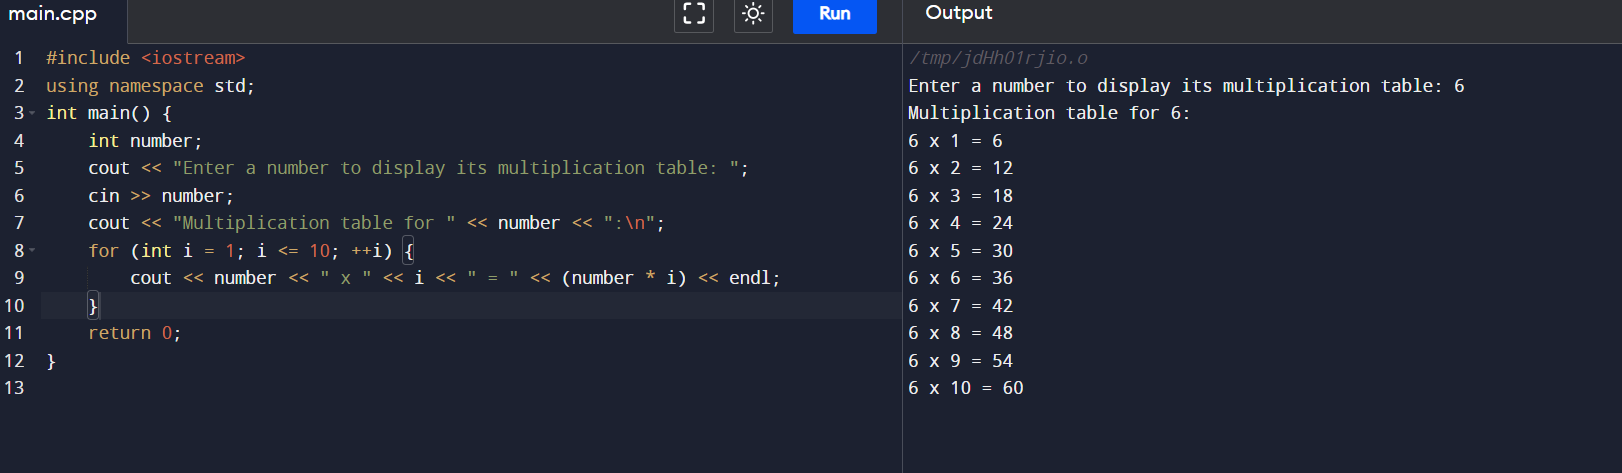 main.cpp
Run
Output
1 #include <iostream>
2 using namespace std;
3 int main() {
4     int number;
5     cout << "Enter a number to display its multiplication table: ";
6     cin >> number;
7     cout << "Multiplication table for " << number << ":\n";
8     for (int i = 1; i <= 10; ++i) {
9         cout << number << " x " << i << " = " << (number * i) << endl;
10     }
11     return 0;
12 }
13
/tmp/jdHh01rjio.o
Enter a number to display its multiplication table: 6
Multiplication table for 6:
6 x 1 = 6
6 x 2 = 12
6 x 3 = 18
6 x 4 = 24
6 x 5 = 30
6 x 6 = 36
6 x 7 = 42
6 x 8 = 48
6 x 9 = 54
6 x 10 = 60